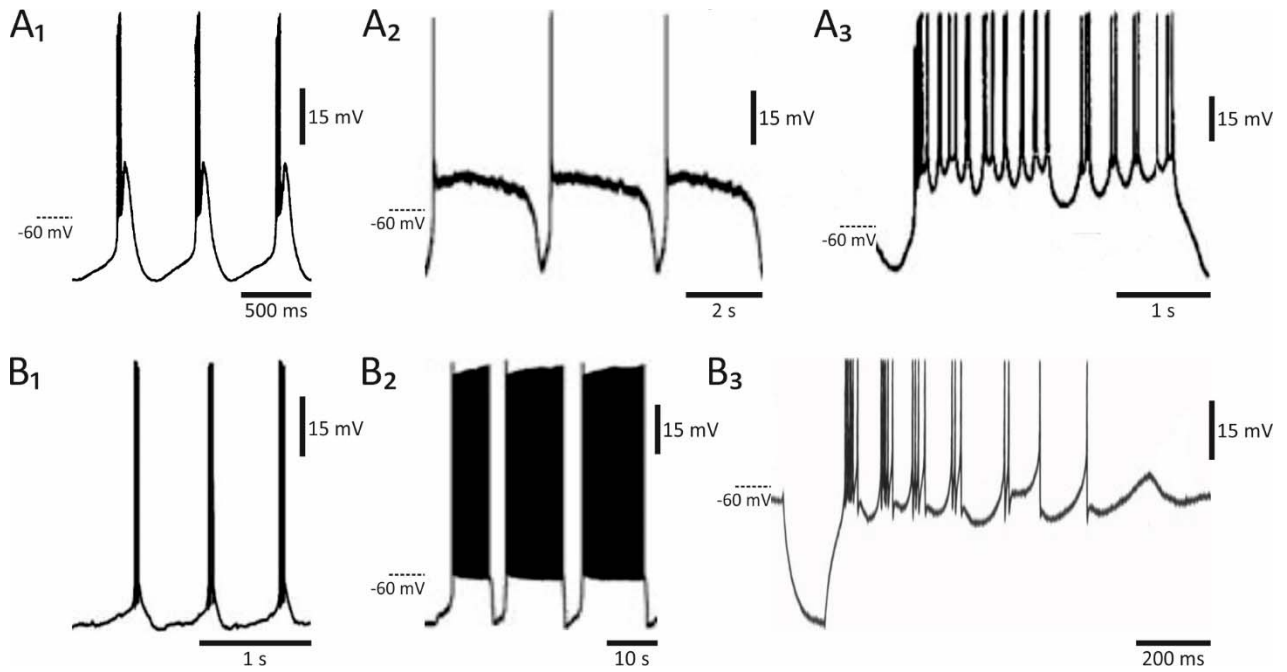 A₁
15 mV
-60 mV
500 ms
A₂
15 mV
-60 mV
2 s
A₃
15 mV
-60 mV
1 s
B₁
15 mV
1 s
B₂
15 mV
-60 mV
10 s
B₃
15 mV
-60 mV
200 ms